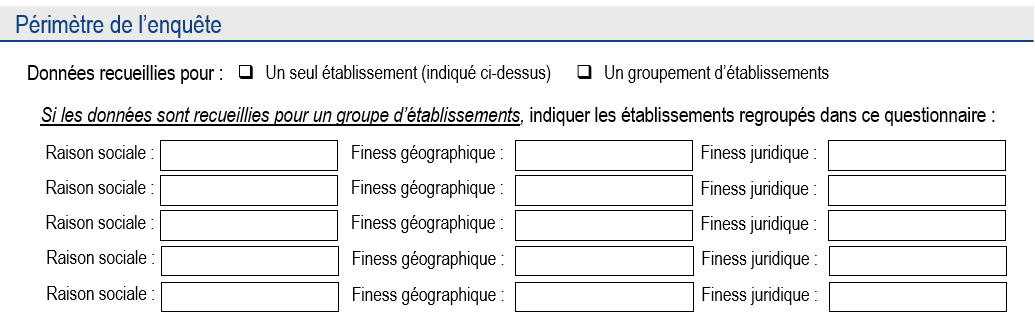 Périmètre de l'enquête
Données recueillies pour : ❑ Un seul établissement (indiqué ci-dessus) ❑ Un groupement d'établissements
Si les données sont recueillies pour un groupe d'établissements, indiquer les établissements regroupés dans ce questionnaire :
Raison sociale : Finess géographique : Finess juridique :
Raison sociale : Finess géographique : Finess juridique :
Raison sociale : Finess géographique : Finess juridique :
Raison sociale : Finess géographique : Finess juridique :
Raison sociale : Finess géographique : Finess juridique :